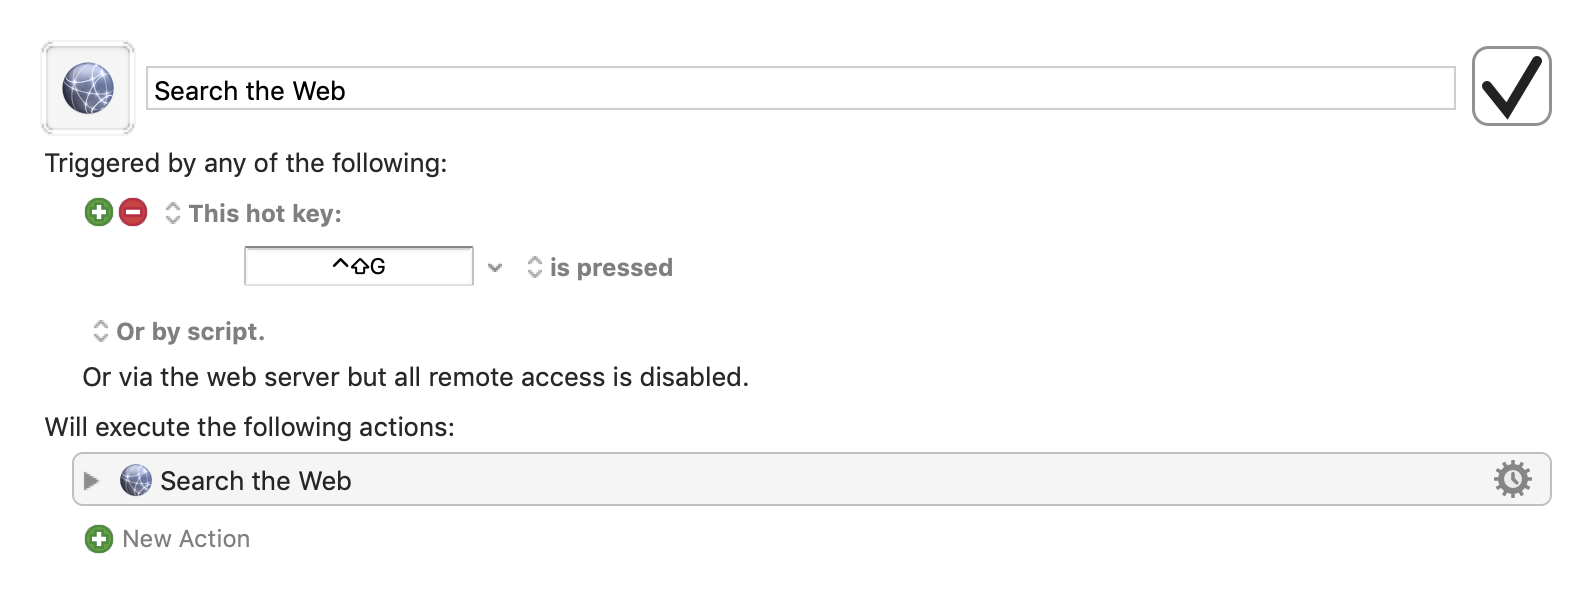 Search the Web
Triggered by any of the following:
This hot key:
^⇧G is pressed
Or by script.
Or via the web server but all remote access is disabled.
Will execute the following actions:
Search the Web
New Action